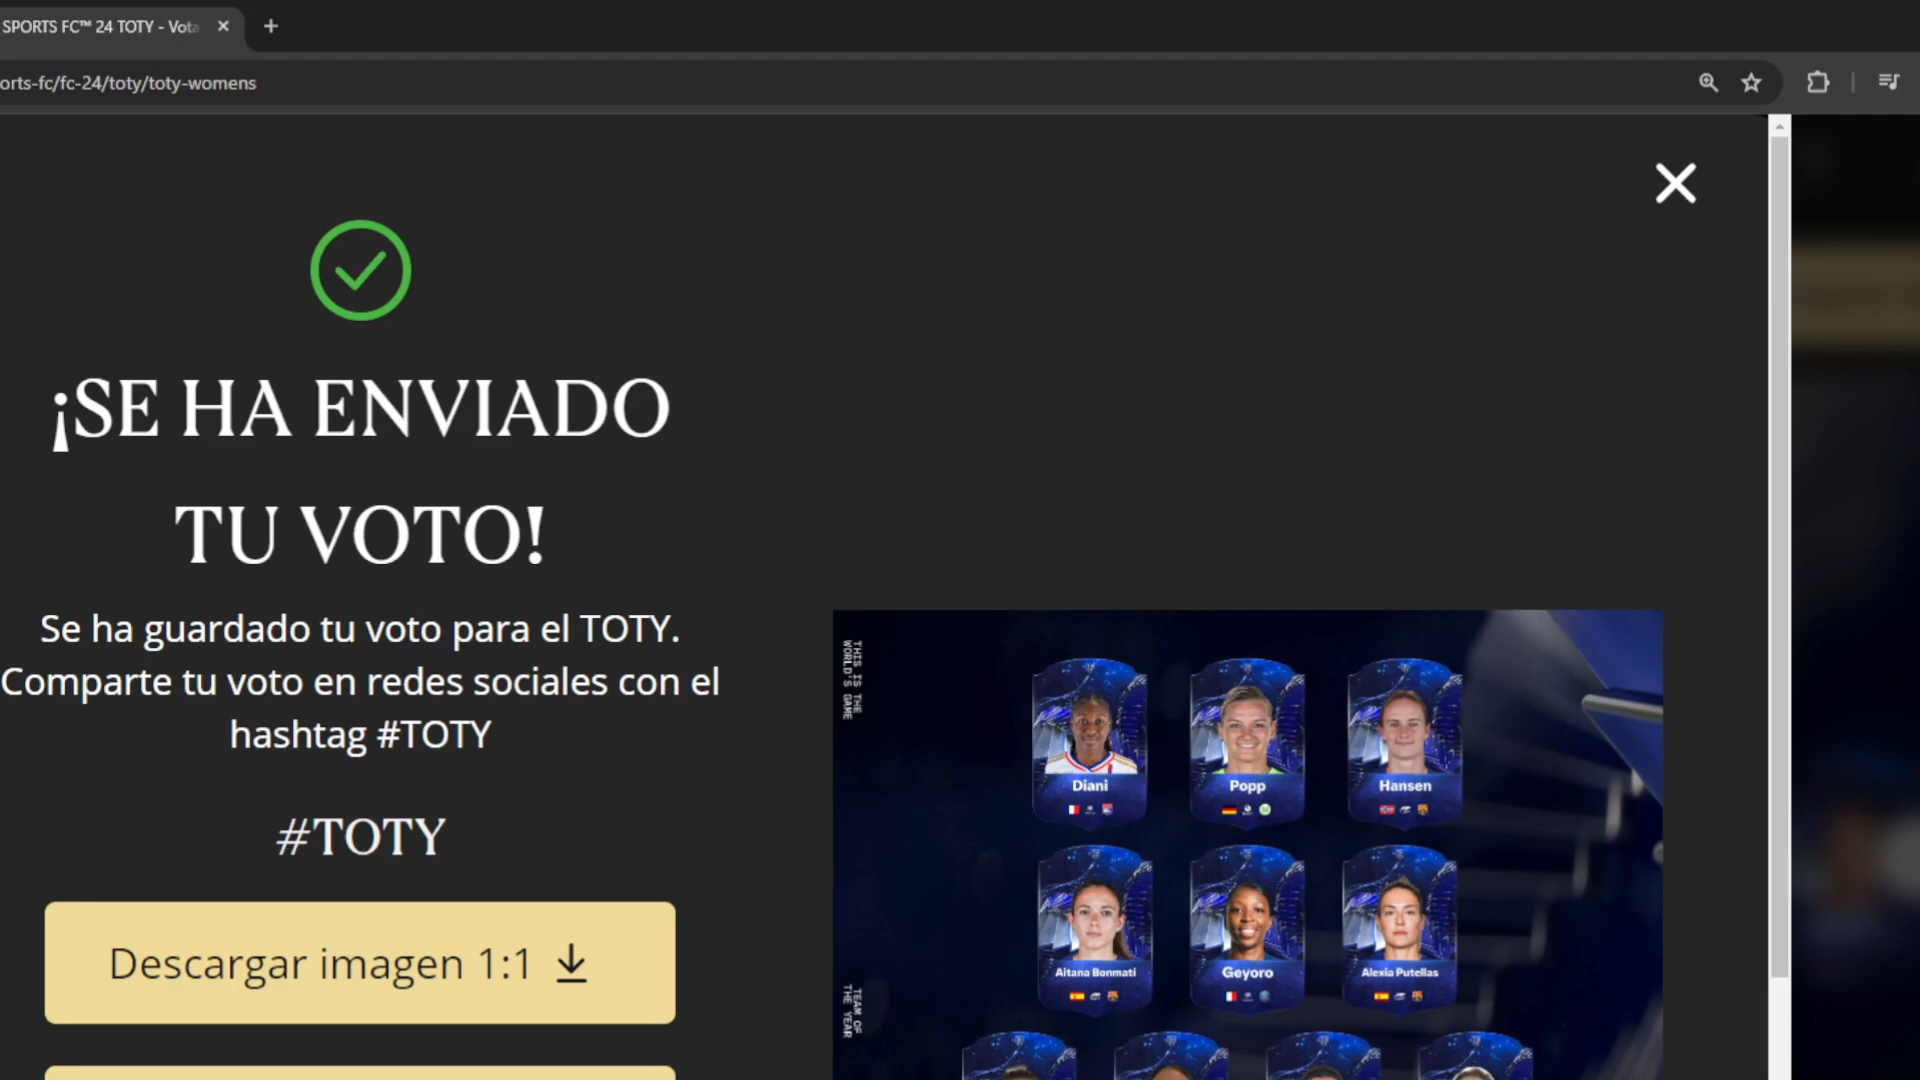 SPORTS FC™ 24 TOTY - Vota
orts-fc/fc-24/toty/toty-womens
¡SE HA ENVIADO
TU VOTO!
Se ha guardado tu voto para el TOTY.
Comparte tu voto en redes sociales con el
hashtag #TOTY
#TOTY
Descargar imagen 1:1
THIS IS THE
WORLD'S GAME
Diani
Popp
Hansen
Aitana Bonmatí
Geyoro
Alexia Putellas
TEAM OF
THE YEAR